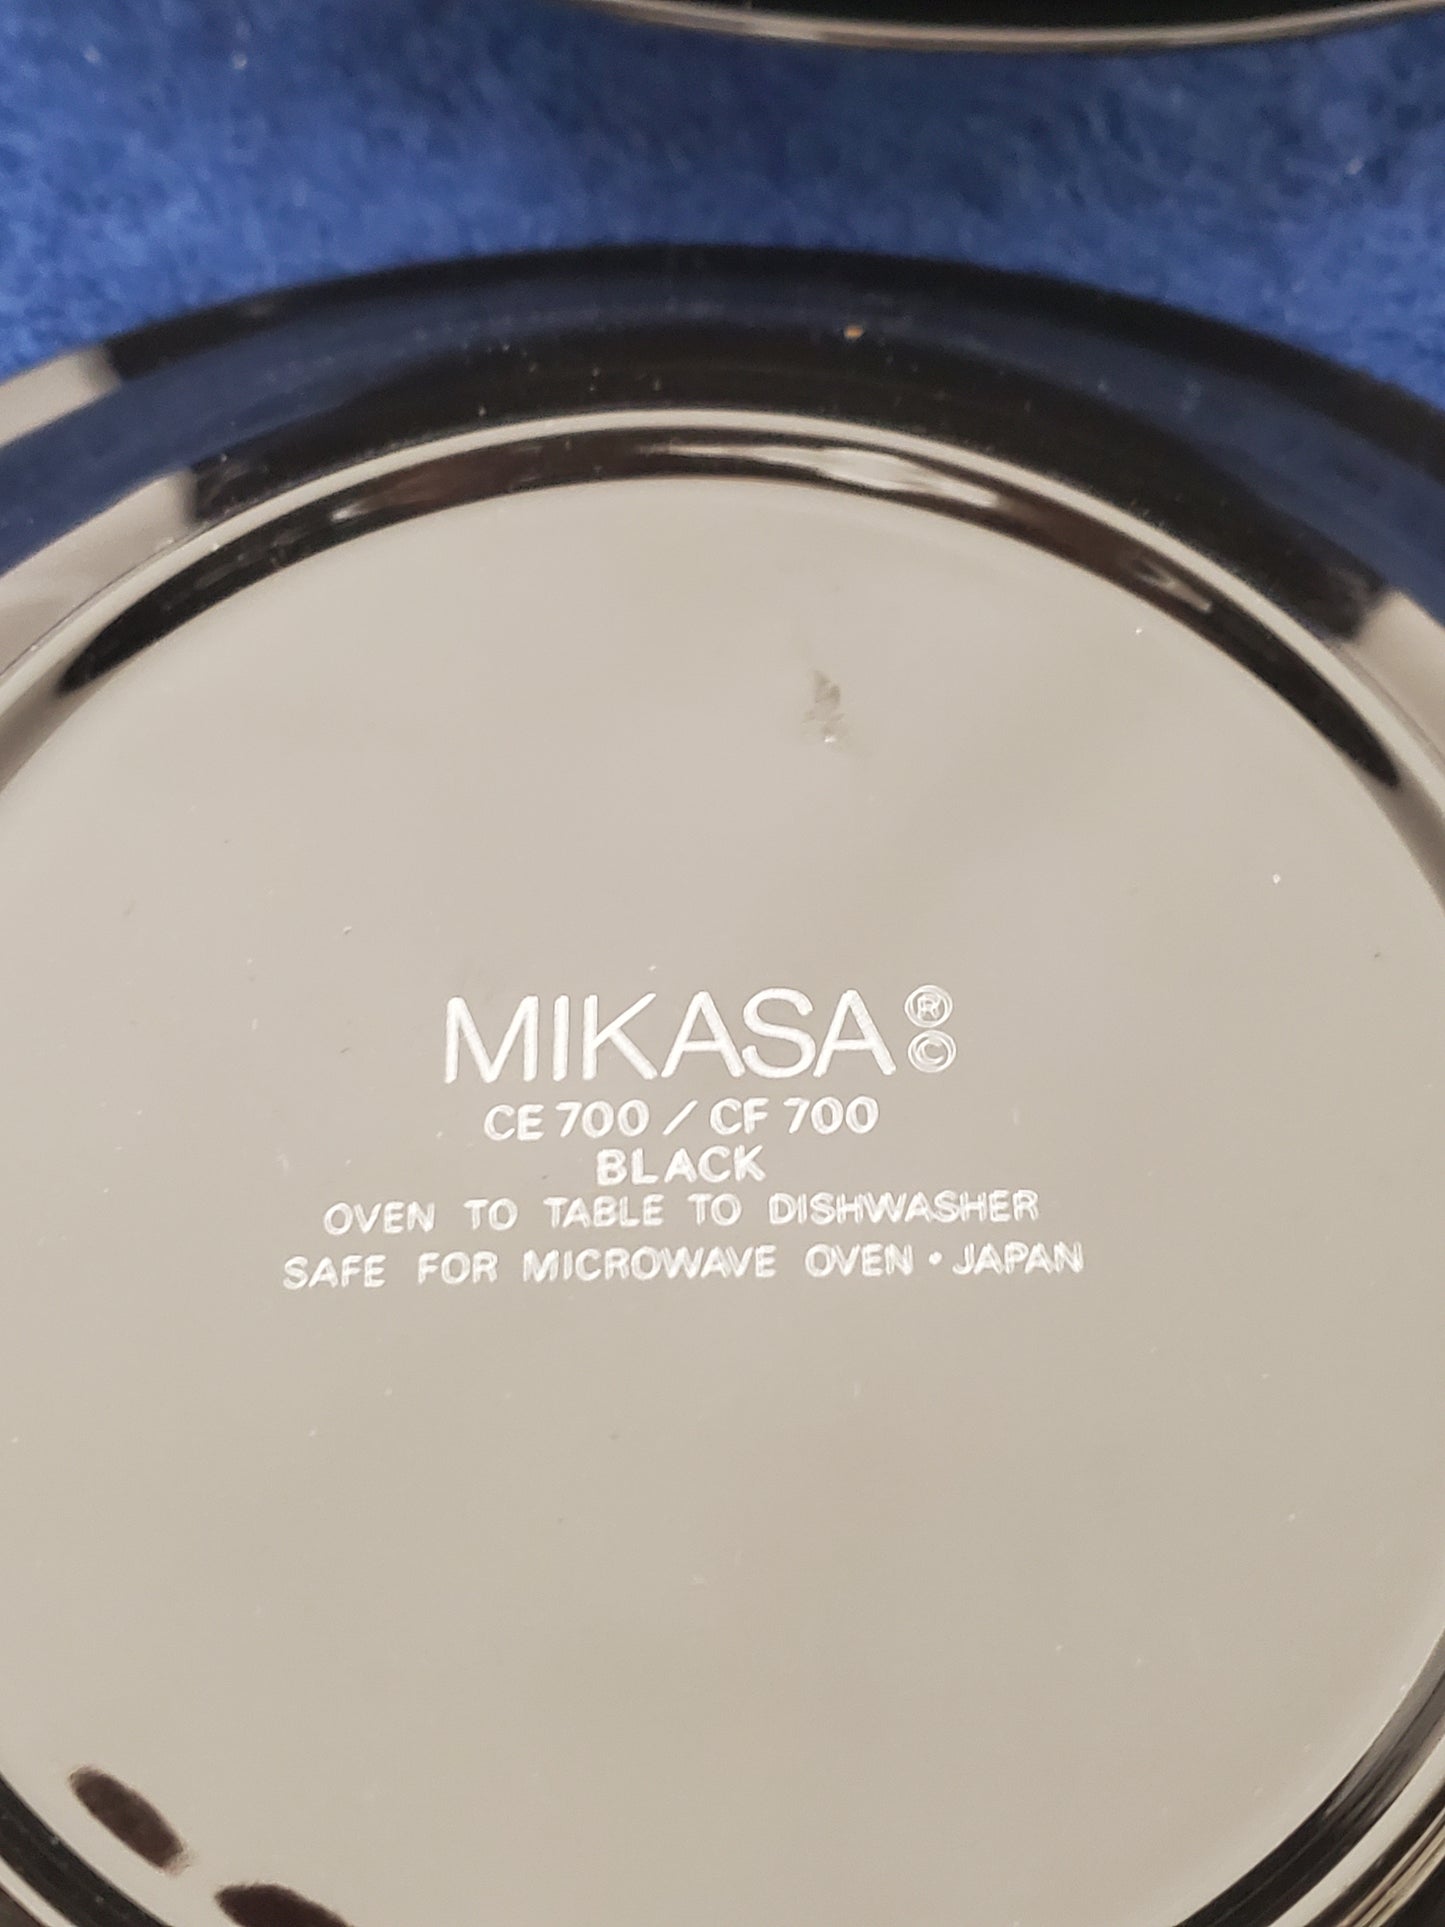 MIKASA®©
CE 700 / CF 700
BLACK
OVEN TO TABLE TO DISHWASHER
SAFE FOR MICROWAVE OVEN • JAPAN